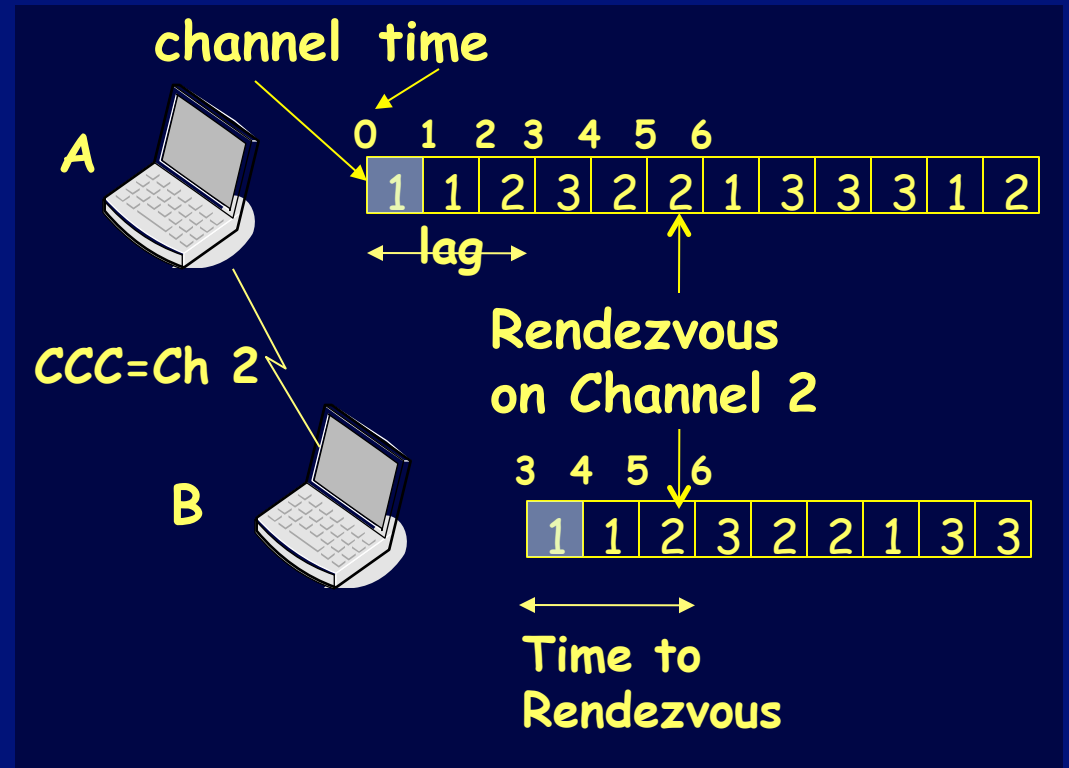 channel time
A
0 1 2 3 4 5 6
1 1 2 3 2 2 1 3 3 3 1 2
lag
Rendezvous
on Channel 2
CCC=Ch 2
3 4 5 6
B
1 1 2 3 2 2 1 3 3
Time to
Rendezvous